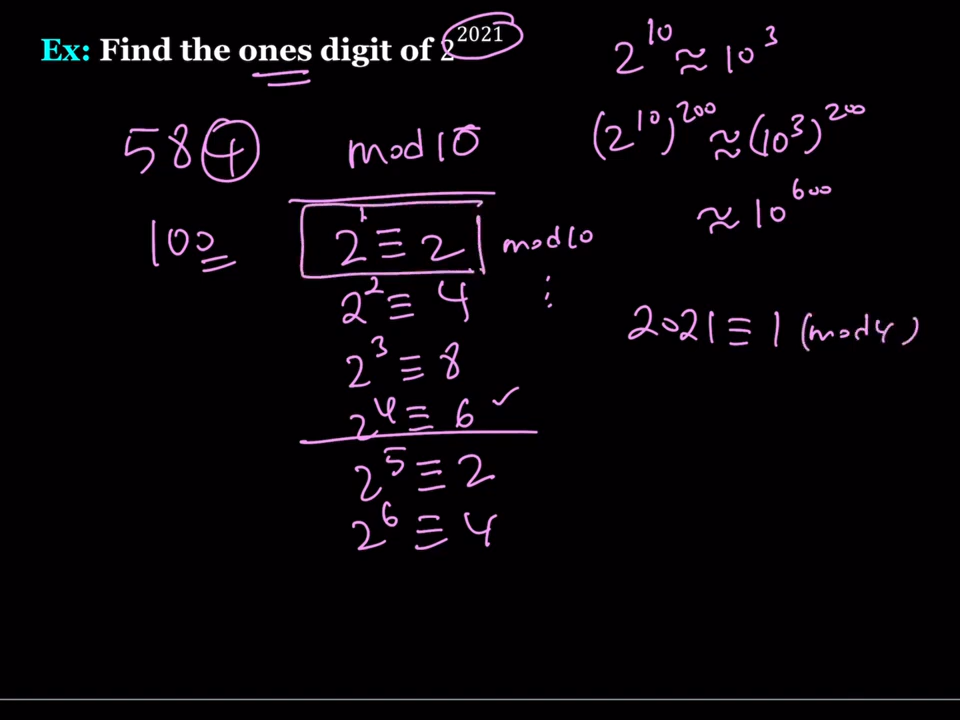 Ex: Find the ones digit of 2^2021
584
100
mod 10
2^1 ≡ 2 mod 10
2^2 ≡ 4 ⋮
2^3 ≡ 8
2^4 ≡ 6 ✓
2^5 ≡ 2
2^6 ≡ 4
2^10 ≈ 10^3
(2^10)^200 ≈ (10^3)^200
≈ 10^600
2021 ≡ 1 (mod 4)